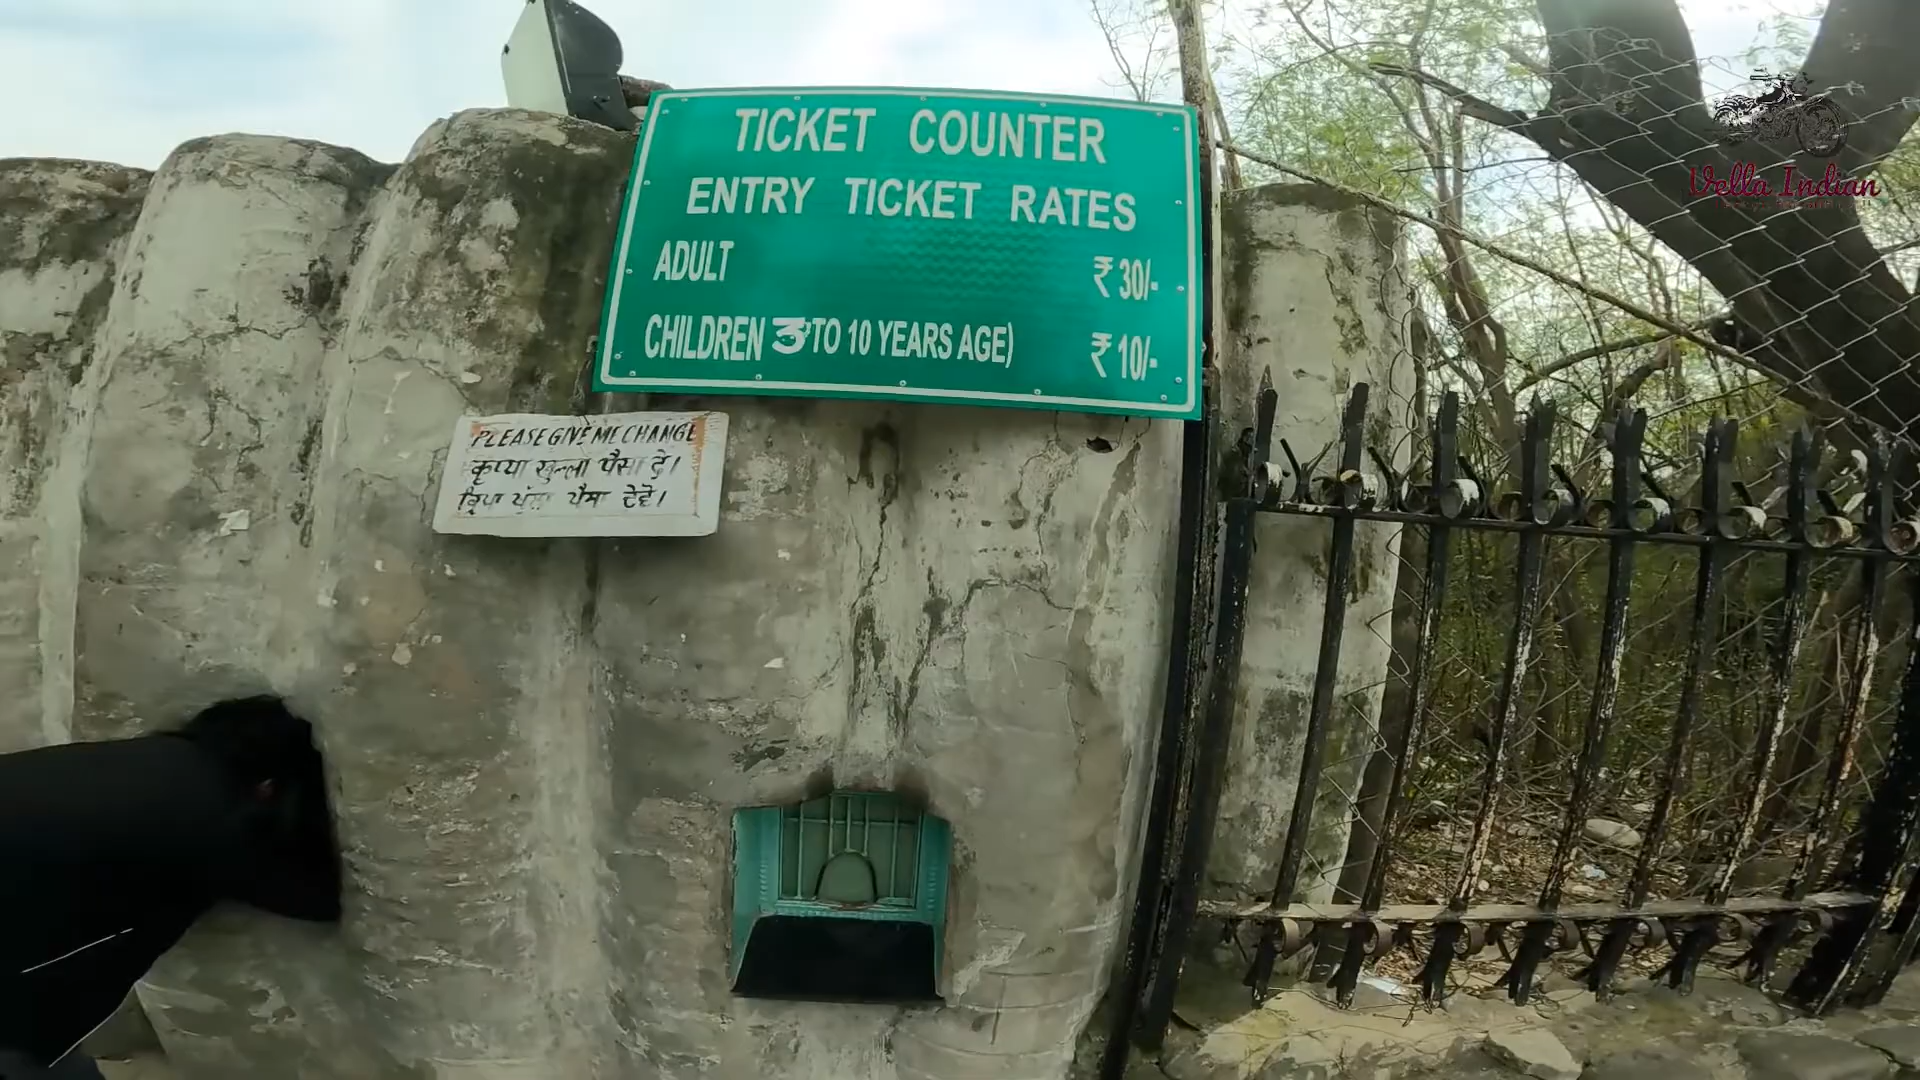 TICKET COUNTER
ENTRY TICKET RATES
ADULT ₹ 30/-
CHILDREN 3 TO 10 YEARS AGE) ₹ 10/-
PLEASE GIVE ME CHANGE
कृप्या खुल्ला पैसा दे।
ਪੈਸਾ ਦੇਵੋ।
Vella Indian